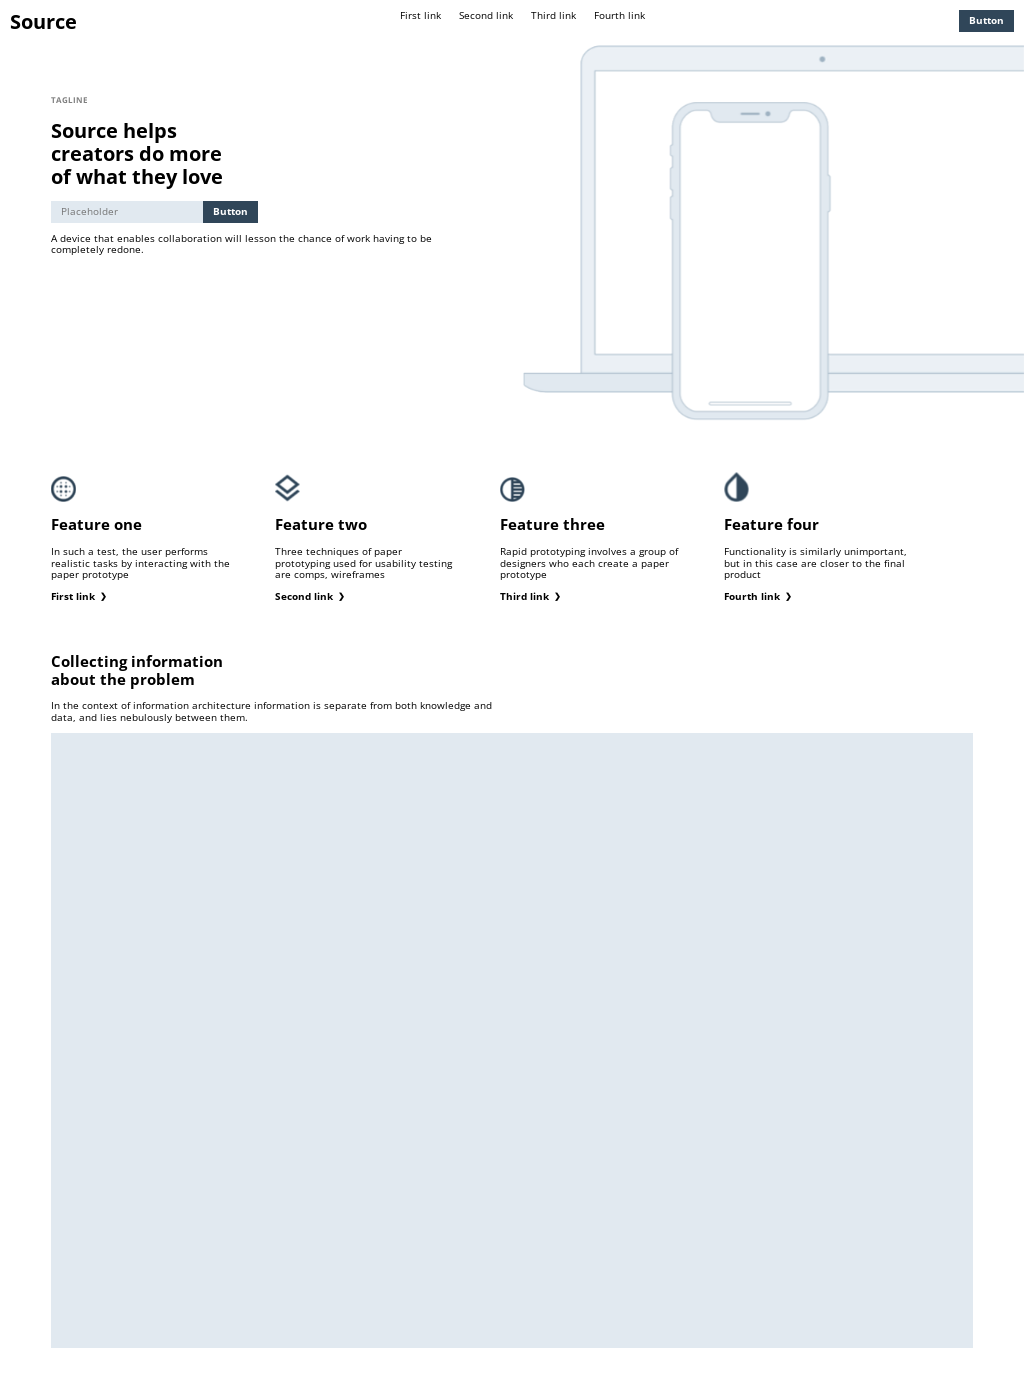 Source
First link Second link Third link Fourth link
Button
TAGLINE
Source helps
creators do more
of what they love
Placeholder Button
A device that enables collaboration will lesson the chance of work having to be
completely redone.
Feature one
In such a test, the user performs
realistic tasks by interacting with the
paper prototype
First link ❯
Feature two
Three techniques of paper
prototyping used for usability testing
are comps, wireframes
Second link ❯
Feature three
Rapid prototyping involves a group of
designers who each create a paper
prototype
Third link ❯
Feature four
Functionality is similarly unimportant,
but in this case are closer to the final
product
Fourth link ❯
Collecting information
about the problem
In the context of information architecture information is separate from both knowledge and
data, and lies nebulously between them.